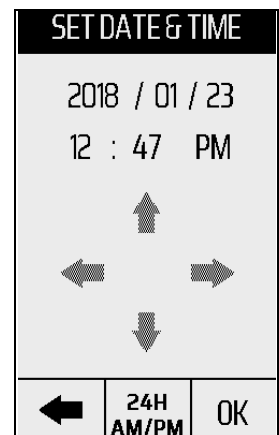 SET DATE & TIME
2018 / 01 / 23
12 : 47 PM
24H
AM/PM
OK